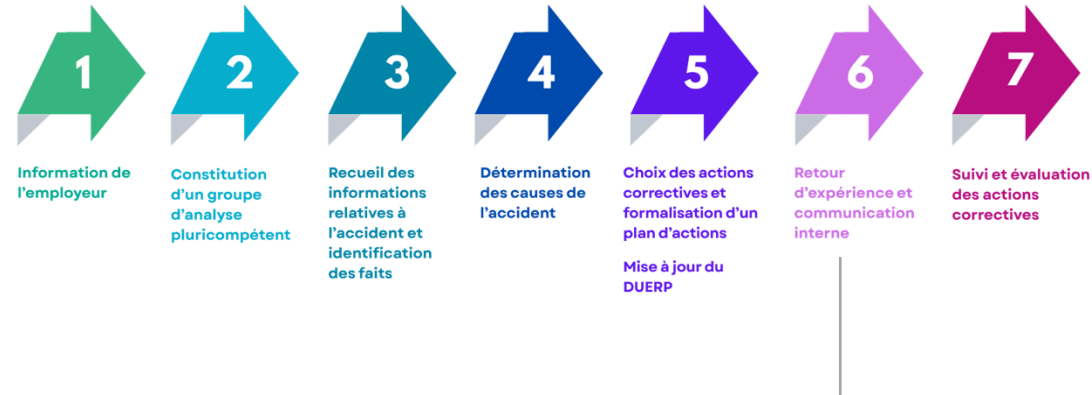 1
Information de
l'employeur
2
Constitution
d'un groupe
d'analyse
pluricompétent
3
Recueil des
informations
relatives à
l'accident et
identification
des faits
4
Détermination
des causes de
l'accident
5
Choix des actions
correctives et
formalisation d'un
plan d'actions
Mise à jour du
DUERP
6
Retour
d'expérience et
communication
interne
7
Suivi et évaluation
des actions
correctives